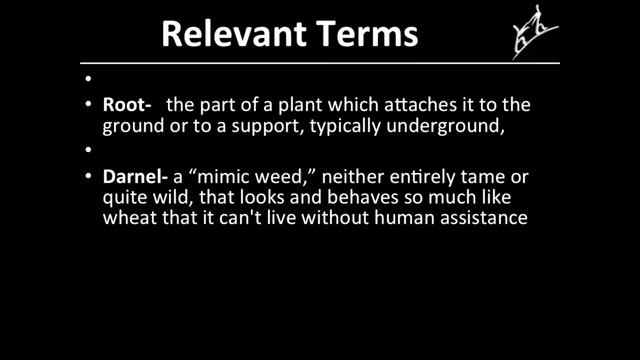 Relevant Terms
•
• Root- the part of a plant which attaches it to the
ground or to a support, typically underground,
•
• Darnel- a “mimic weed,” neither entirely tame or
quite wild, that looks and behaves so much like
wheat that it can't live without human assistance